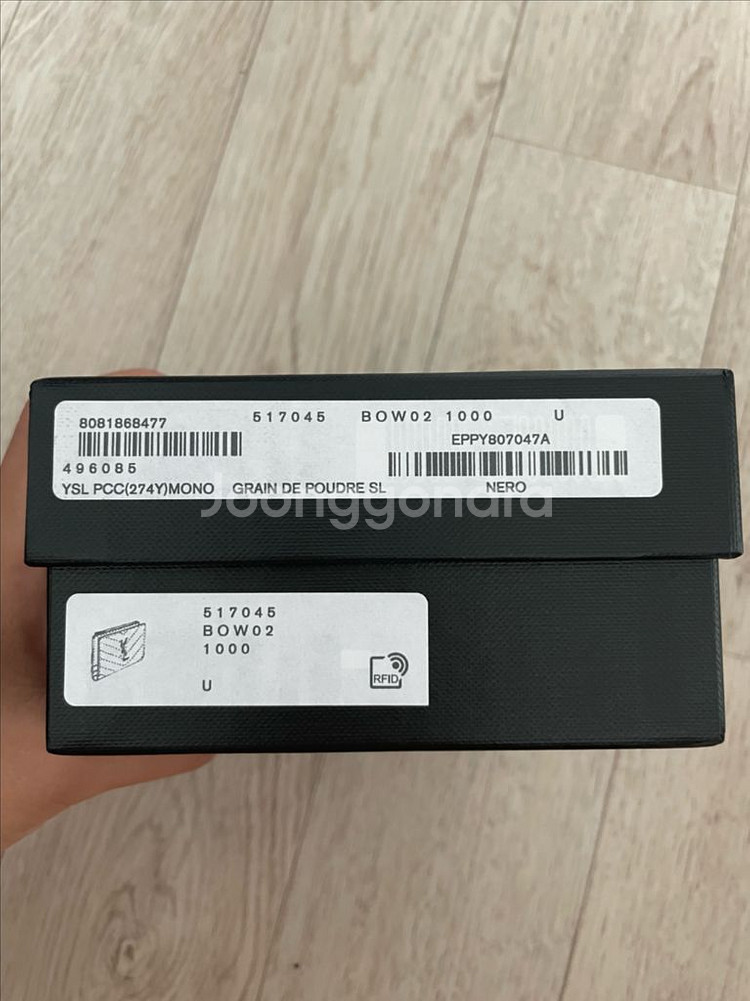 8081868477 517045 BOW02 1000 U
EPPY807047A
496085
YSL PCC(274Y)MONO GRAIN DE POUDRE SL NERO
Joonggonara
517045
BOW02
1000
U
RFID